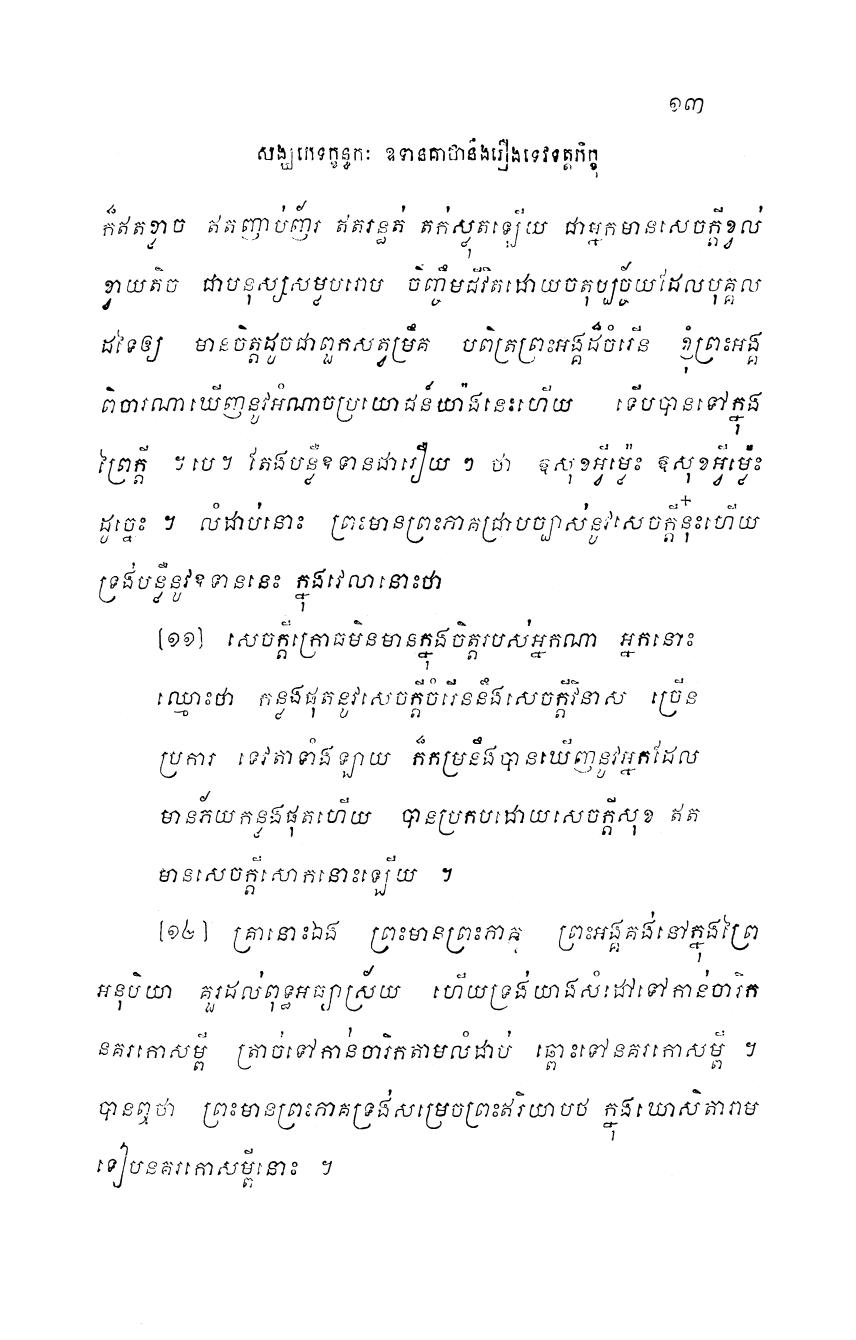 ១៣
សង្ឃភេទក្ខន្ធកៈ ឧទានគាថានឹងរឿងទេវទត្តភិក្ខុ
ក៏ឥតខ្លាច ឥតញាប់ញ័រ ឥតរន្ធត់ តក់ស្លុតឡើយ ជាអ្នកមានសេចក្តីខ្វល់
ខ្វាយតិច ជាបនុស្សសម្ងួបរោប ចិញ្ចឹមជីវិតដោយចតុប្បច្ច័យដែលបុគ្គល
ដទៃឲ្យ មានចិត្តដូចជាពួកសត្វម្រឹគ បពិត្រព្រះអង្គដ៏ចំរើន ខ្ញុំព្រះអង្គ
ពិចារណាឃើញនូវអំណាចប្រយោជន៍យ៉ាងនេះហើយ ទើបបានទៅក្នុង
ព្រៃក្តី ។បេ។ តែងបន្លឺឧទានជារឿយ ៗ ថា ឱសុខអ្វីម្ល៉េះ ឱសុខអ្វីម្ល៉េះ
ដូច្នេះ ។ លំដាប់នោះ ព្រះមានព្រះភាគជ្រាបច្បាស់នូវសេចក្តីនុ៎ះហើយ
ទ្រង់បន្លឺនូវឧទាននេះ ក្នុងវេលានោះថា
[១១] សេចក្តីក្រោធមិនមានក្នុងចិត្តរបស់អ្នកណា អ្នកនោះ
ឈ្មោះថា កន្លងផុតនូវសេចក្តីចំរើននឹងសេចក្តីវិនាស ច្រើន
ប្រការ ទេវតាទាំងឡាយ ក៏កម្រនឹងបានឃើញនូវអ្នកដែល
មានភ័យកន្លងផុតហើយ បានប្រកបដោយសេចក្តីសុខ ឥត
មានសេចក្តីសោកនោះឡើយ ។
[១២] គ្រានោះឯង ព្រះមានព្រះភាគ ព្រះអង្គគង់នៅក្នុងព្រៃ
អនុបិយា គួរដល់ពុទ្ធអធ្យាស្រ័យ ហើយទ្រង់យាងសំដៅទៅកាន់ចារិក
នគរកោសម្ពី ត្រាច់ទៅកាន់ចារិកតាមលំដាប់ ឆ្ពោះទៅនគរកោសម្ពី ។
បានឮថា ព្រះមានព្រះភាគទ្រង់សម្រេចព្រះឥរិយាបថ ក្នុងឃោសិតារាម
ទៀបនគរកោសម្ពីនោះ ។